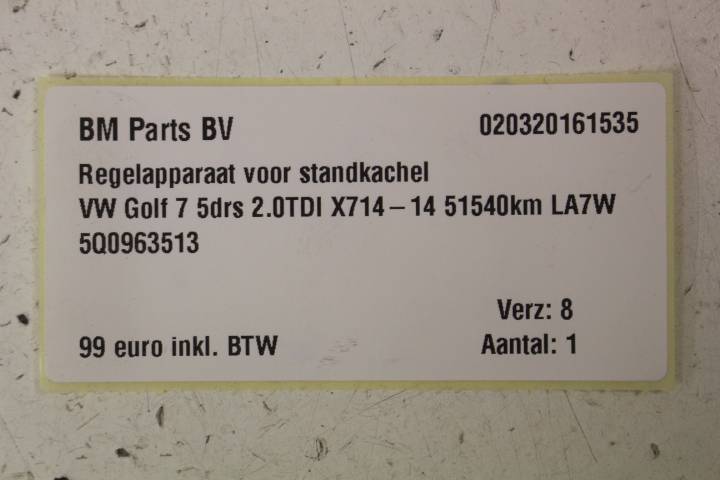 BM Parts BV 020320161535
Regelapparaat voor standkachel
VW Golf 7 5drs 2.0TDI X714–14 51540km LA7W
5Q0963513
Verz: 8
99 euro inkl. BTW Aantal: 1